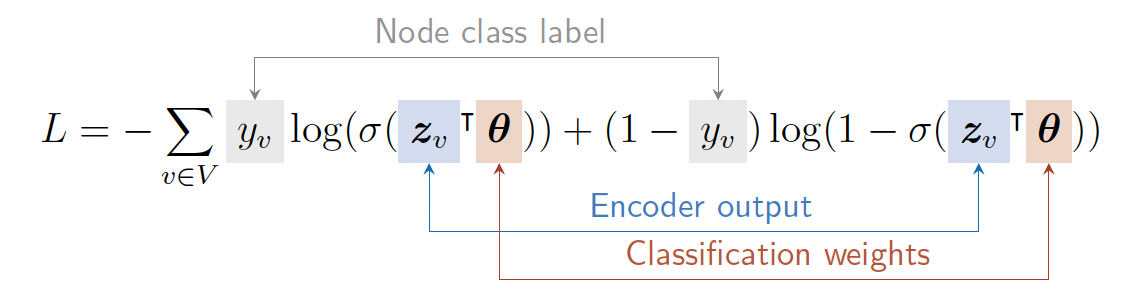 Node class label
L = − ∑_{v∈V} y_v log(σ(z_v^⊤ θ)) + (1 − y_v) log(1 − σ(z_v^⊤ θ))
Encoder output
Classification weights